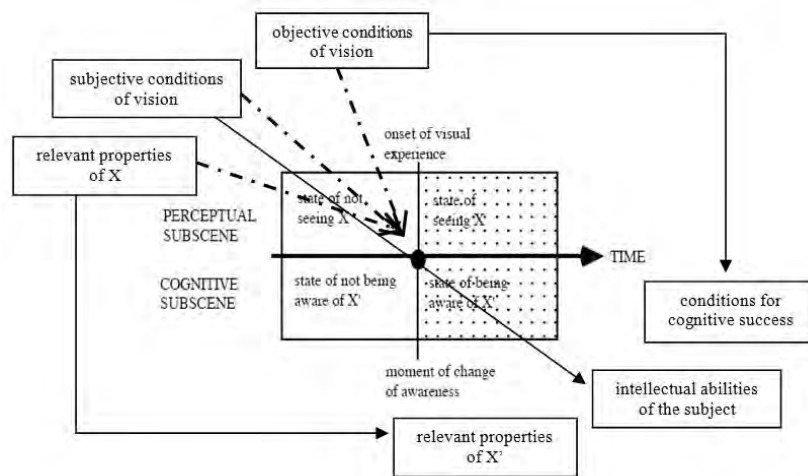 objective conditions
of vision
subjective conditions
of vision
relevant properties
of X
onset of visual
experience
PERCEPTUAL
SUBSCENE
state of not
seeing X
state of
seeing X
TIME
COGNITIVE
SUBSCENE
state of not being
aware of X'
state of being
aware of X'
conditions for
cognitive success
moment of change
of awareness
intellectual abilities
of the subject
relevant properties
of X’